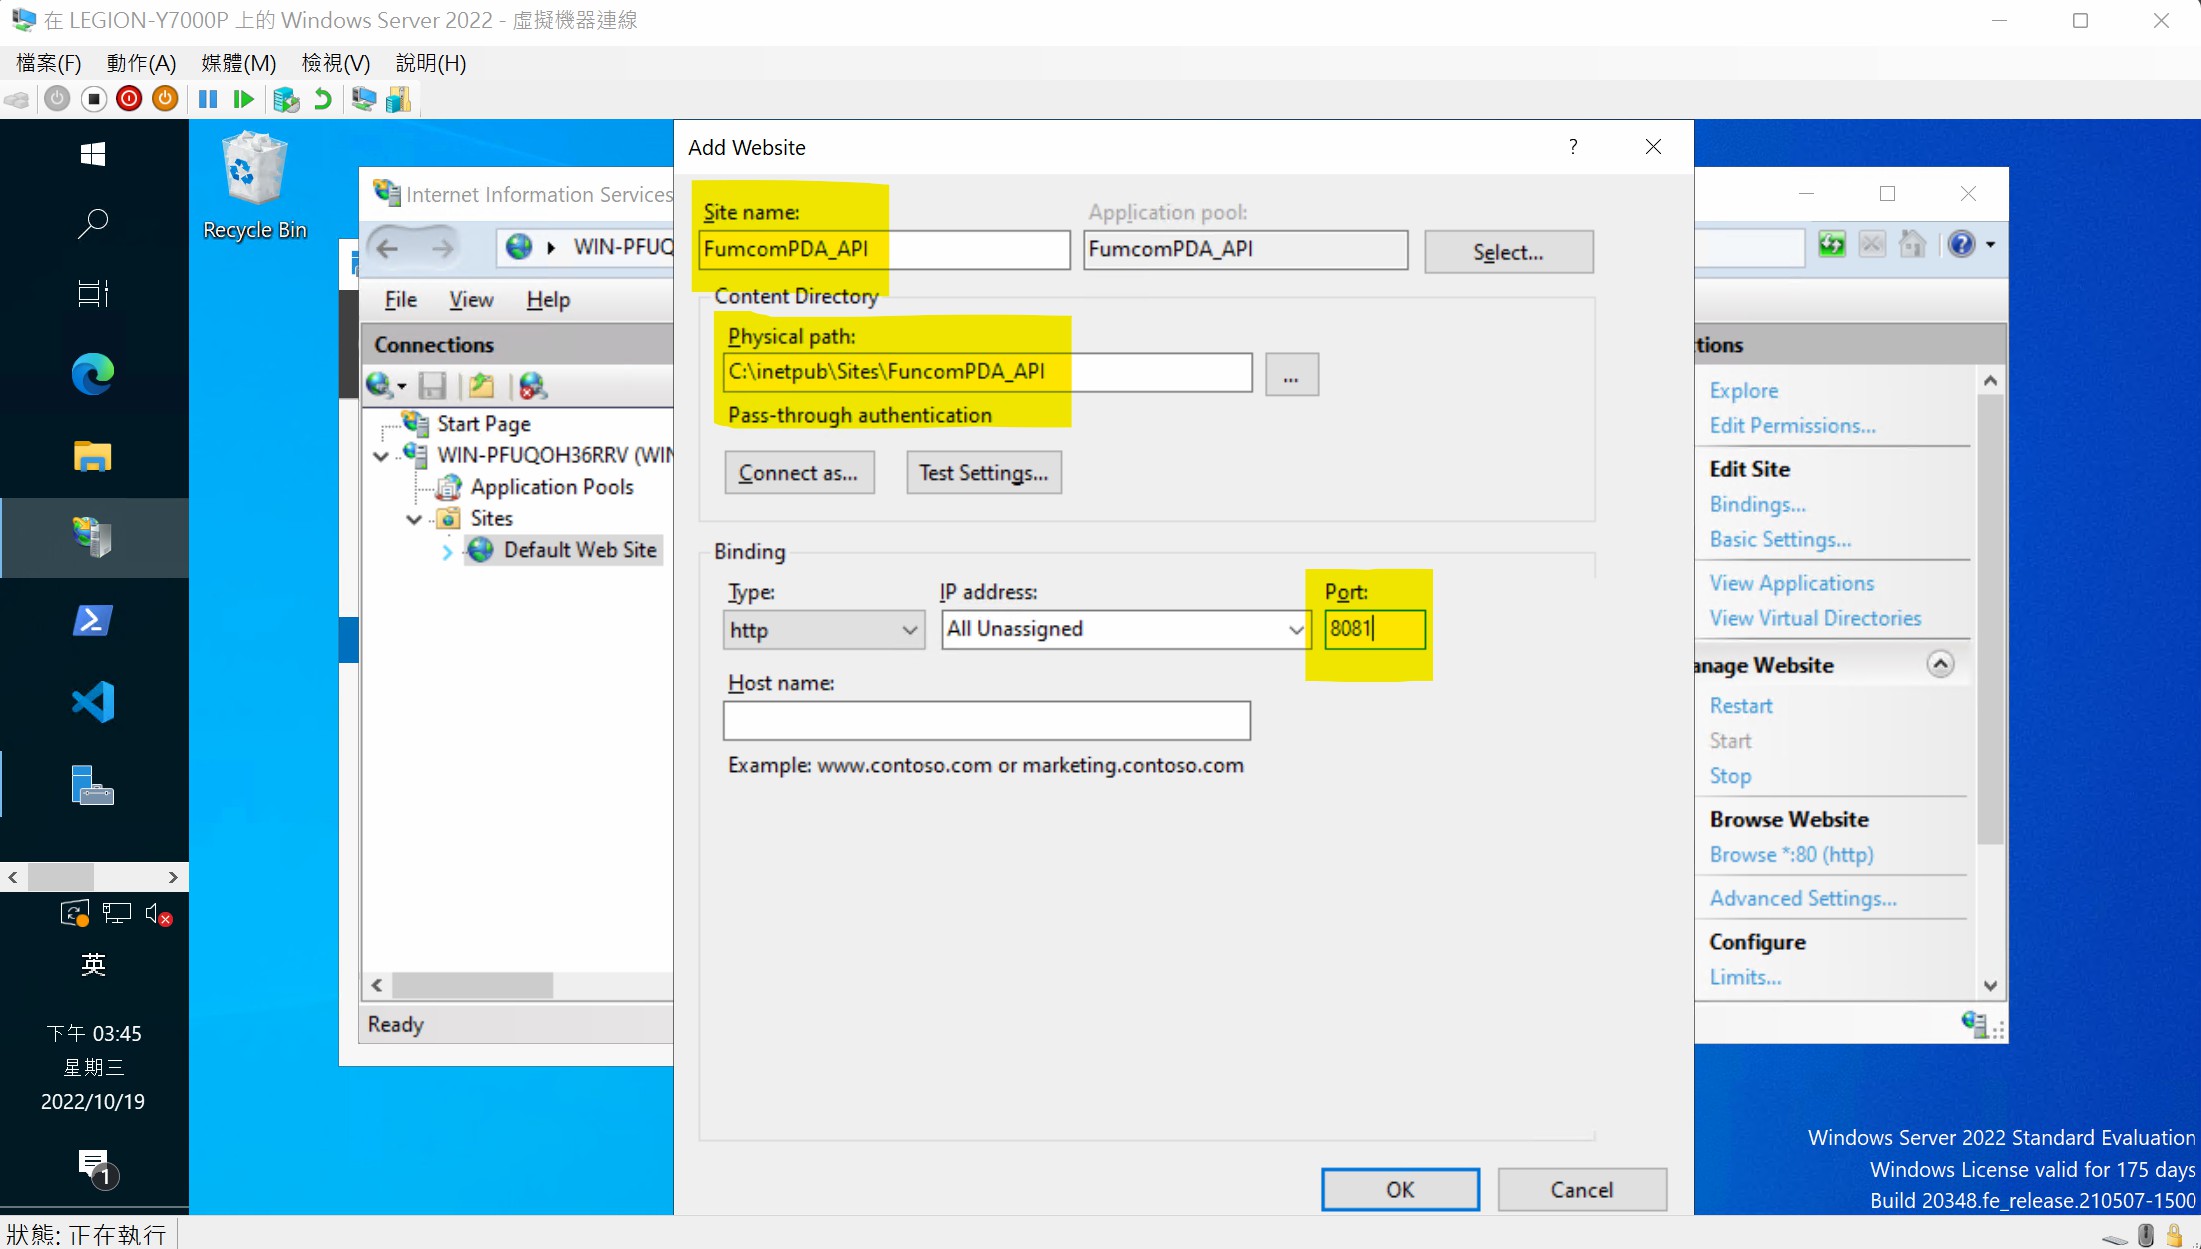 在 LEGION-Y7000P 上的 Windows Server 2022 - 虛擬機器連線
檔案(F) 動作(A) 媒體(M) 檢視(V) 說明(H)
Recycle Bin
Internet Information Services
WIN-PFUQ
File View Help
Connections
Start Page
WIN-PFUQOH36RRV (WIN
Application Pools
Sites
Default Web Site
Ready
Add Website
?
Site name:
Application pool:
FumcomPDA_API
FumcomPDA_API
Select...
Content Directory
Physical path:
C:\inetpub\Sites\FuncomPDA_API
...
Pass-through authentication
Connect as...
Test Settings...
Binding
Type:
IP address:
Port:
http
All Unassigned
8081
Host name:
Example: www.contoso.com or marketing.contoso.com
OK
Cancel
tions
Explore
Edit Permissions...
Edit Site
Bindings...
Basic Settings...
View Applications
View Virtual Directories
anage Website
Restart
Start
Stop
Browse Website
Browse *:80 (http)
Advanced Settings...
Configure
Limits...
英
下午 03:45
星期三
2022/10/19
1
Windows Server 2022 Standard Evaluation
Windows License valid for 175 days
Build 20348.fe_release.210507-1500
狀態: 正在執行